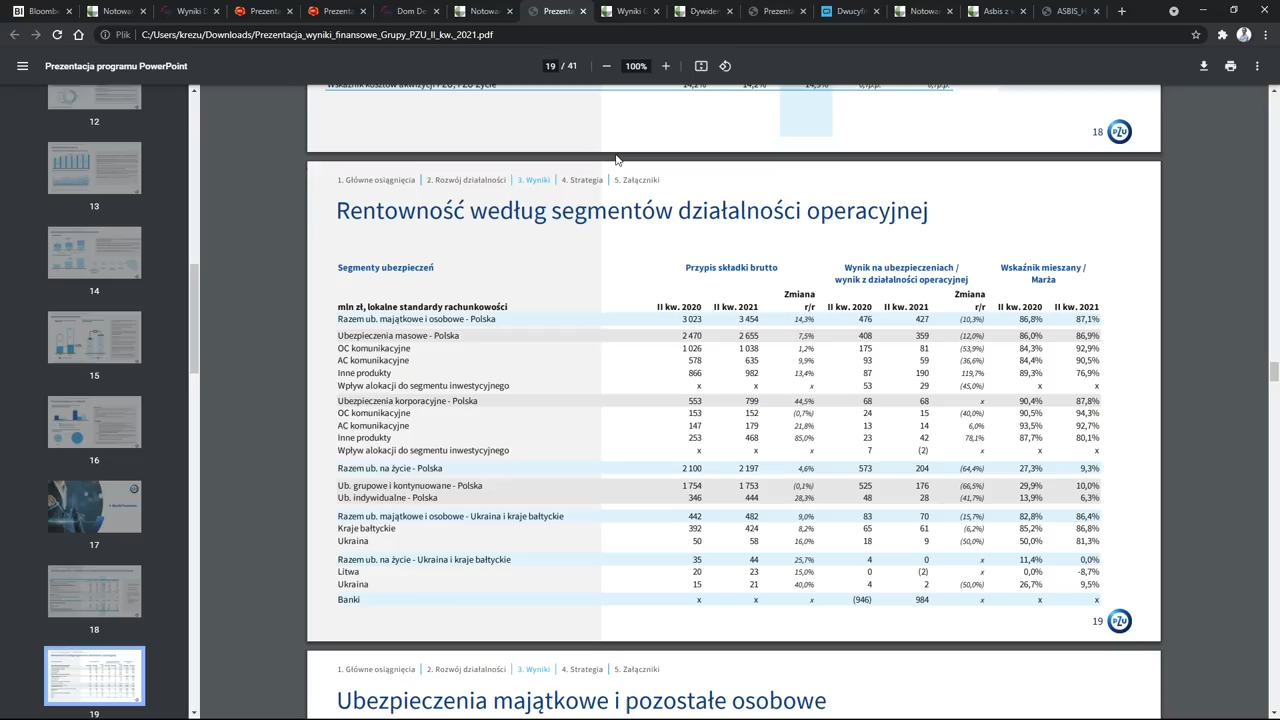 Bloombe
Notowa
Wyniki D
Prezenta
Prezenta
Dom De
Notowa
Prezenta
Wyniki G
Dywider
Prezenta
Dwucyfr
Notowa
Asbis z w
ASBIS_H
Plik
C:/Users/krezu/Downloads/Prezentacja_wyniki_finansowe_Grupy_PZU_II_kw._2021.pdf
Prezentacja programu PowerPoint
19 / 41
100%
12
13
14
15
16
17
18
19
18 PZU
1. Główne osiągnięcia | 2. Rozwój działalności | 3. Wyniki | 4. Strategia | 5. Załączniki
Rentowność według segmentów działalności operacyjnej
Segmenty ubezpieczeń Przypis składki brutto Wynik na ubezpieczeniach / Wskaźnik mieszany /
wynik z działalności operacyjnej Marża
Zmiana Zmiana
mln zł, lokalne standardy rachunkowości II kw. 2020 II kw. 2021 r/r II kw. 2020 II kw. 2021 r/r II kw. 2020 II kw. 2021
Razem ub. majątkowe i osobowe - Polska 3 023 3 454 14,3% 476 427 (10,3%) 86,8% 87,1%
Ubezpieczenia masowe - Polska 2 470 2 655 7,5% 408 359 (12,0%) 86,0% 86,9%
OC komunikacyjne 1 026 1 038 1,2% 175 81 (53,9%) 84,3% 92,9%
AC komunikacyjne 578 635 9,9% 93 59 (36,6%) 84,4% 90,5%
Inne produkty 866 982 13,4% 87 190 119,7% 89,3% 76,9%
Wpływ alokacji do segmentu inwestycyjnego x x x 53 29 (45,0%) x x
Ubezpieczenia korporacyjne - Polska 553 799 44,5% 68 68 x 90,4% 87,8%
OC komunikacyjne 153 152 (0,7%) 24 15 (40,0%) 90,5% 94,3%
AC komunikacyjne 147 179 21,8% 13 14 6,0% 93,5% 92,7%
Inne produkty 253 468 85,0% 23 42 78,1% 87,7% 80,1%
Wpływ alokacji do segmentu inwestycyjnego x x x 7 (2) x x x
Razem ub. na życie - Polska 2 100 2 197 4,6% 573 204 (64,4%) 27,3% 9,3%
Ub. grupowe i kontynuowane - Polska 1 754 1 753 (0,1%) 525 176 (66,5%) 29,9% 10,0%
Ub. indywidualne - Polska 346 444 28,3% 48 28 (41,7%) 13,9% 6,3%
Razem ub. majątkowe i osobowe - Ukraina i kraje bałtyckie 442 482 9,0% 83 70 (15,7%) 82,8% 86,4%
Kraje bałtyckie 392 424 8,2% 65 61 (6,2%) 85,2% 86,8%
Ukraina 50 58 16,0% 18 9 (50,0%) 50,0% 81,3%
Razem ub. na życie - Ukraina i kraje bałtyckie 35 44 25,7% 4 0 x 11,4% 0,0%
Litwa 20 23 15,0% 0 (2) x 0,0% -8,7%
Ukraina 15 21 40,0% 4 2 (50,0%) 26,7% 9,5%
Banki x x x (946) 984 x x x
19 PZU
1. Główne osiągnięcia | 2. Rozwój działalności | 3. Wyniki | 4. Strategia | 5. Załączniki
Ubezpieczenia majątkowe i pozostałe osobowe